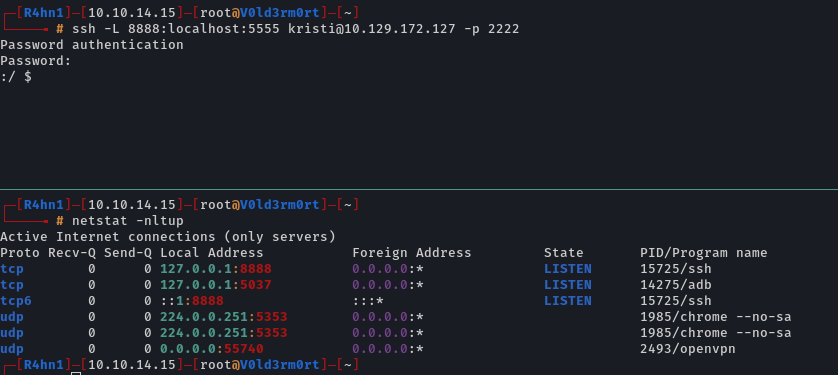 [R4hn1]-[10.10.14.15]-[root@V0ld3rm0rt]-[~]
# ssh -L 8888:localhost:5555 kristi@10.129.172.127 -p 2222
Password authentication
Password:
:/ $
[R4hn1]-[10.10.14.15]-[root@V0ld3rm0rt]-[~]
# netstat -nltup
Active Internet connections (only servers)
Proto Recv-Q Send-Q Local Address           Foreign Address         State       PID/Program name
tcp        0      0 127.0.0.1:8888          0.0.0.0:*               LISTEN      15725/ssh
tcp        0      0 127.0.0.1:5037          0.0.0.0:*               LISTEN      14275/adb
tcp6       0      0 ::1:8888                :::*                    LISTEN      15725/ssh
udp        0      0 224.0.0.251:5353        0.0.0.0:*                           1985/chrome --no-sa
udp        0      0 224.0.0.251:5353        0.0.0.0:*                           1985/chrome --no-sa
udp        0      0 0.0.0.0:55740           0.0.0.0:*                           2493/openvpn
[R4hn1]-[10.10.14.15]-[root@V0ld3rm0rt]-[~]